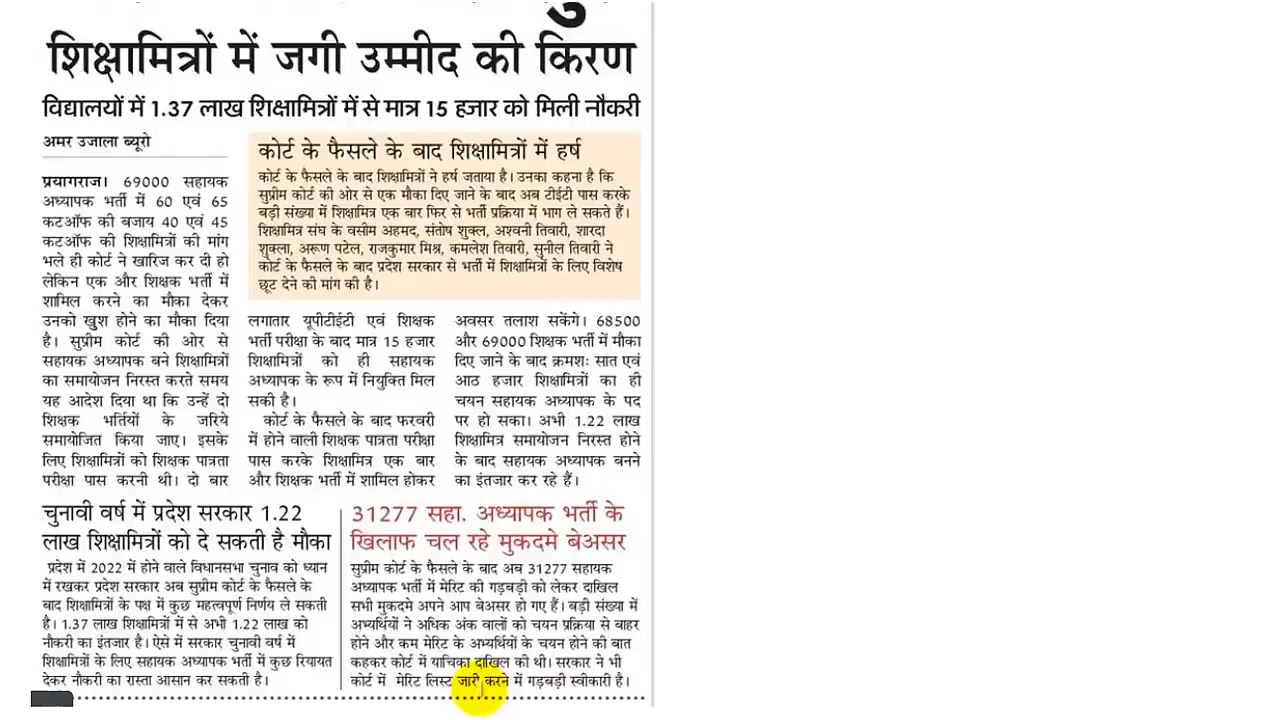 शिक्षामित्रों में जगी उम्मीद की किरण
विद्यालयों में 1.37 लाख शिक्षामित्रों में से मात्र 15 हजार को मिली नौकरी
अमर उजाला ब्यूरो
प्रयागराज। 69000 सहायक
अध्यापक भर्ती में 60 एवं 65
कटऑफ की बजाय 40 एवं 45
कटऑफ की शिक्षामित्रों की मांग
भले ही कोर्ट ने खारिज कर दी हो
लेकिन एक और शिक्षक भर्ती में
शामिल करने का मौका देकर
उनको खुश होने का मौका दिया
है। सुप्रीम कोर्ट की ओर से
सहायक अध्यापक बने शिक्षामित्रों
का समायोजन निरस्त करते समय
यह आदेश दिया था कि उन्हें दो
शिक्षक भर्तियों के जरिये
समायोजित किया जाए। इसके
लिए शिक्षामित्रों को शिक्षक पात्रता
परीक्षा पास करनी थी। दो बार
कोर्ट के फैसले के बाद शिक्षामित्रों में हर्ष
कोर्ट के फैसले के बाद शिक्षामित्रों ने हर्ष जताया है। उनका कहना है कि
सुप्रीम कोर्ट की ओर से एक मौका दिए जाने के बाद अब टीईटी पास करके
बड़ी संख्या में शिक्षामित्र एक बार फिर से भर्ती प्रक्रिया में भाग ले सकते हैं।
शिक्षामित्र संघ के वसीम अहमद, संतोष शुक्ल, अश्वनी तिवारी, शारदा
शुक्ला, अरूण पटेल, राजकुमार मिश्र, कमलेश तिवारी, सुनील तिवारी ने
कोर्ट के फैसले के बाद प्रदेश सरकार से भर्ती में शिक्षामित्रों के लिए विशेष
छूट देने की मांग की है।
लगातार यूपीटीईटी एवं शिक्षक
भर्ती परीक्षा के बाद मात्र 15 हजार
शिक्षामित्रों को ही सहायक
अध्यापक के रूप में नियुक्ति मिल
सकी है।
कोर्ट के फैसले के बाद फरवरी
में होने वाली शिक्षक पात्रता परीक्षा
पास करके शिक्षामित्र एक बार
और शिक्षक भर्ती में शामिल होकर
अवसर तलाश सकेंगे। 68500
और 69000 शिक्षक भर्ती में मौका
दिए जाने के बाद क्रमशः सात एवं
आठ हजार शिक्षामित्रों का ही
चयन सहायक अध्यापक के पद
पर हो सका। अभी 1.22 लाख
शिक्षामित्र समायोजन निरस्त होने
के बाद सहायक अध्यापक बनने
का इंतजार कर रहे हैं।
चुनावी वर्ष में प्रदेश सरकार 1.22
लाख शिक्षामित्रों को दे सकती है मौका
प्रदेश में 2022 में होने वाले विधानसभा चुनाव को ध्यान
में रखकर प्रदेश सरकार अब सुप्रीम कोर्ट के फैसले के
बाद शिक्षामित्रों के पक्ष में कुछ महत्वपूर्ण निर्णय ले सकती
है। 1.37 लाख शिक्षामित्रों में से अभी 1.22 लाख को
नौकरी का इंतजार है। ऐसे में सरकार चुनावी वर्ष में
शिक्षामित्रों के लिए सहायक अध्यापक भर्ती में कुछ रियायत
देकर नौकरी का रास्ता आसान कर सकती है।
31277 सहा. अध्यापक भर्ती के
खिलाफ चल रहे मुकदमे बेअसर
सुप्रीम कोर्ट के फैसले के बाद अब 31277 सहायक
अध्यापक भर्ती में मेरिट की गड़बड़ी को लेकर दाखिल
सभी मुकदमे अपने आप बेअसर हो गए हैं। बड़ी संख्या में
अभ्यर्थियों ने अधिक अंक वालों को चयन प्रक्रिया से बाहर
होने और कम मेरिट के अभ्यर्थियों के चयन होने की बात
कहकर कोर्ट में याचिका दाखिल की थी। सरकार ने भी
कोर्ट में मेरिट लिस्ट जारी करने में गड़बड़ी स्वीकारी है।